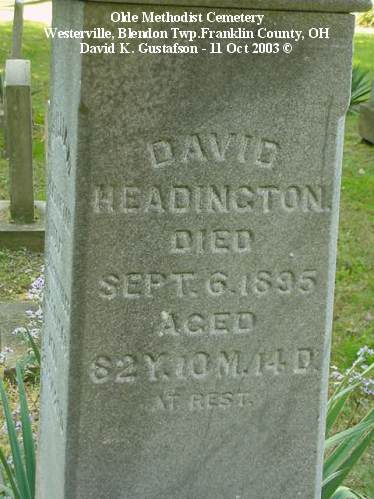 Olde Methodist Cemetery
Westerville, Blendon Twp.Franklin County, OH
David K. Gustafson - 11 Oct 2003 ©
DAVID
HEADINGTON.
DIED
SEPT. 6. 1895
AGED
82Y. 10M. 14D.
AT REST.